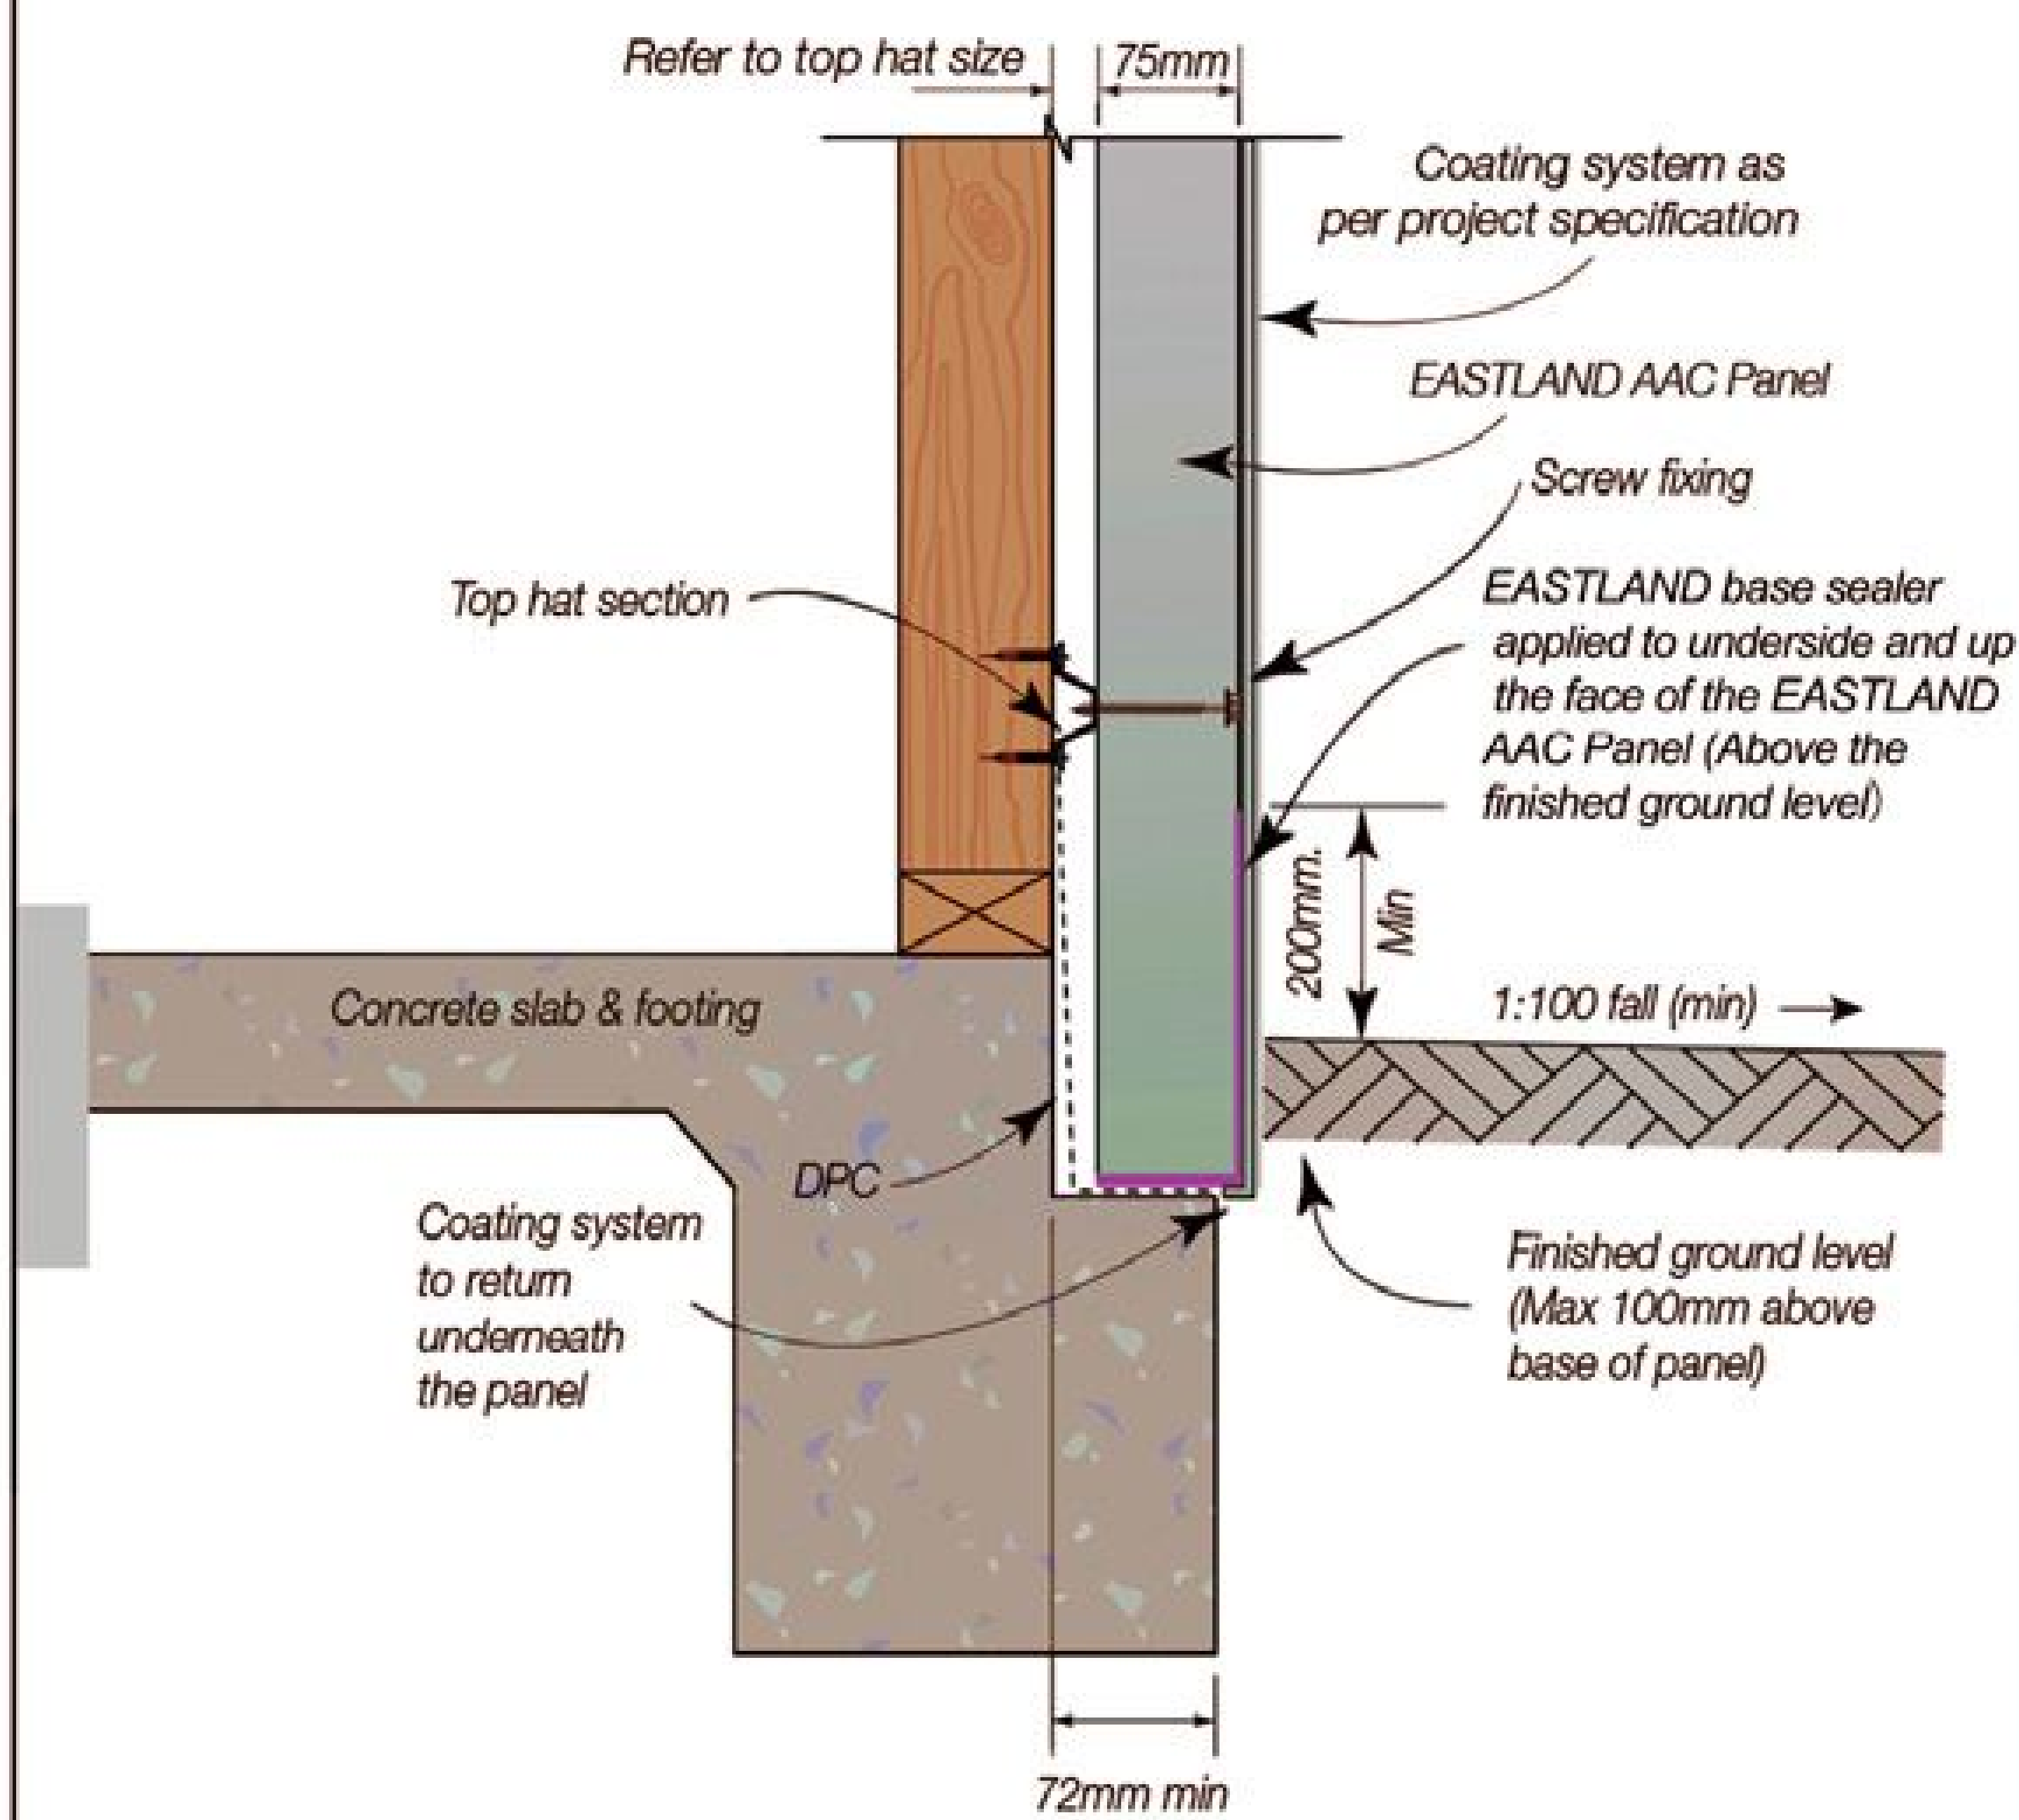 Refer to top hat size
75mm
Coating system as
per project specification
EASTLAND AAC Panel
Screw fixing
Top hat section
EASTLAND base sealer
applied to underside and up
the face of the EASTLAND
AAC Panel (Above the
finished ground level)
200mm.
Min
1:100 fall (min)
Concrete slab & footing
DPC
Coating system
to return
underneath
the panel
Finished ground level
(Max 100mm above
base of panel)
72mm min